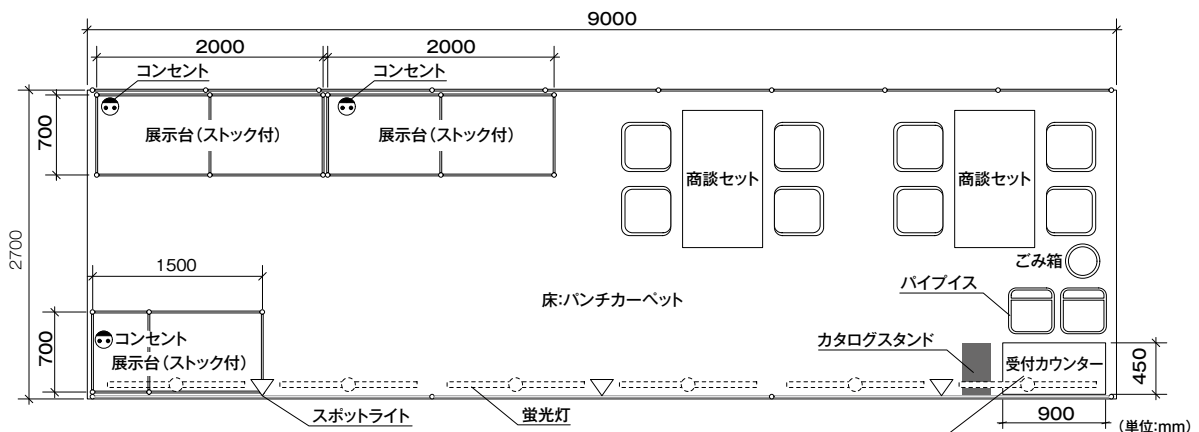 9000
2000
2000
コンセント
コンセント
700
展示台(ストック付)
展示台(ストック付)
商談セット
商談セット
2700
1500
ごみ箱
パイプイス
床:パンチカーペット
700
コンセント
展示台(ストック付)
カタログスタンド
受付カウンター
450
スポットライト
蛍光灯
900
(単位:mm)